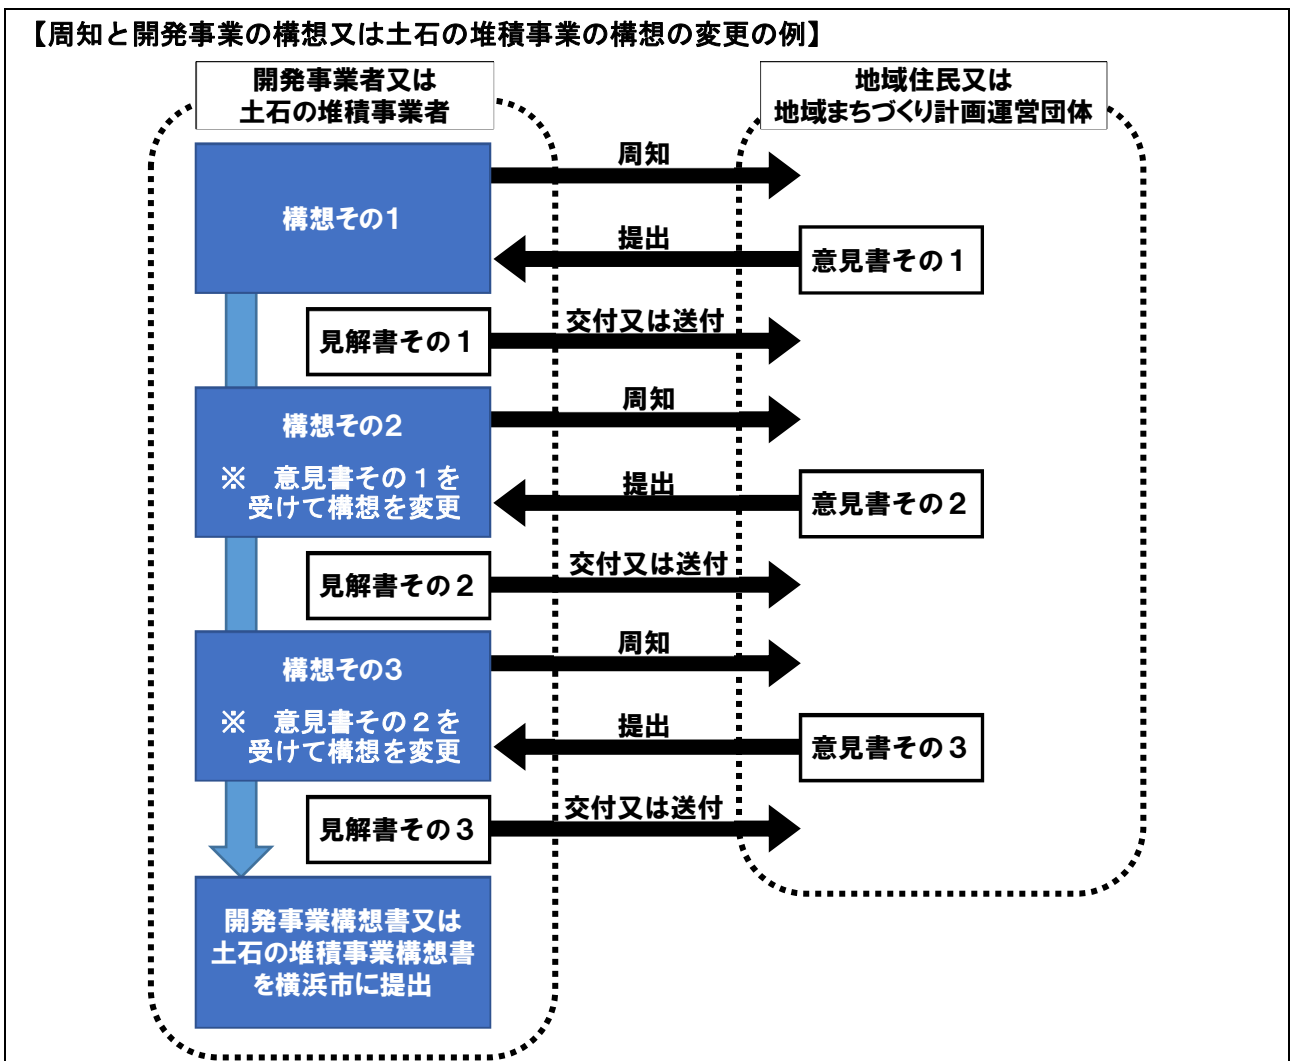 【周知と開発事業の構想又は土石の堆積事業の構想の変更の例】
開発事業者又は
土石の堆積事業者
地域住民又は
地域まちづくり計画運営団体
構想その1
周知
提出
意見書その１
見解書その１
交付又は送付
構想その2
※　意見書その１を
受けて構想を変更
周知
提出
意見書その２
見解書その２
交付又は送付
構想その3
※　意見書その２を
受けて構想を変更
周知
提出
意見書その３
見解書その３
交付又は送付
開発事業構想書又は
土石の堆積事業構想書
を横浜市に提出